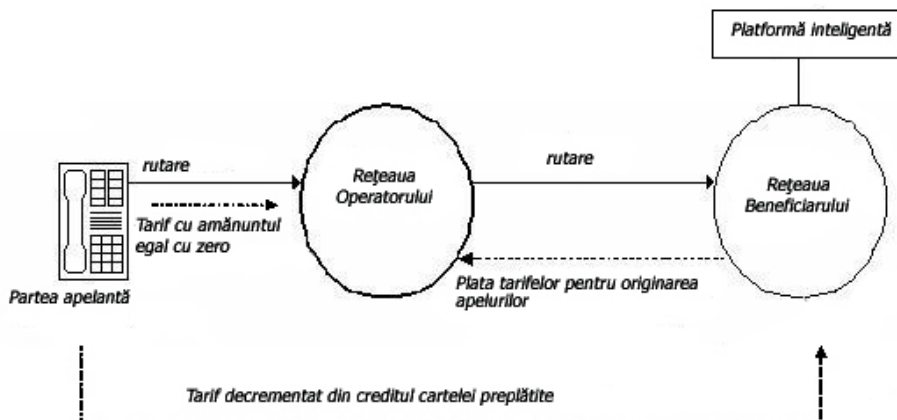 Platformă inteligentă
rutare
Reţeaua
Operatorului
rutare
Reţeaua
Beneficiarului
Tarif cu amănuntul
egal cu zero
Partea apelantă
Plata tarifelor pentru originarea
apelurilor
Tarif decrementat din creditul cartelei preplătite